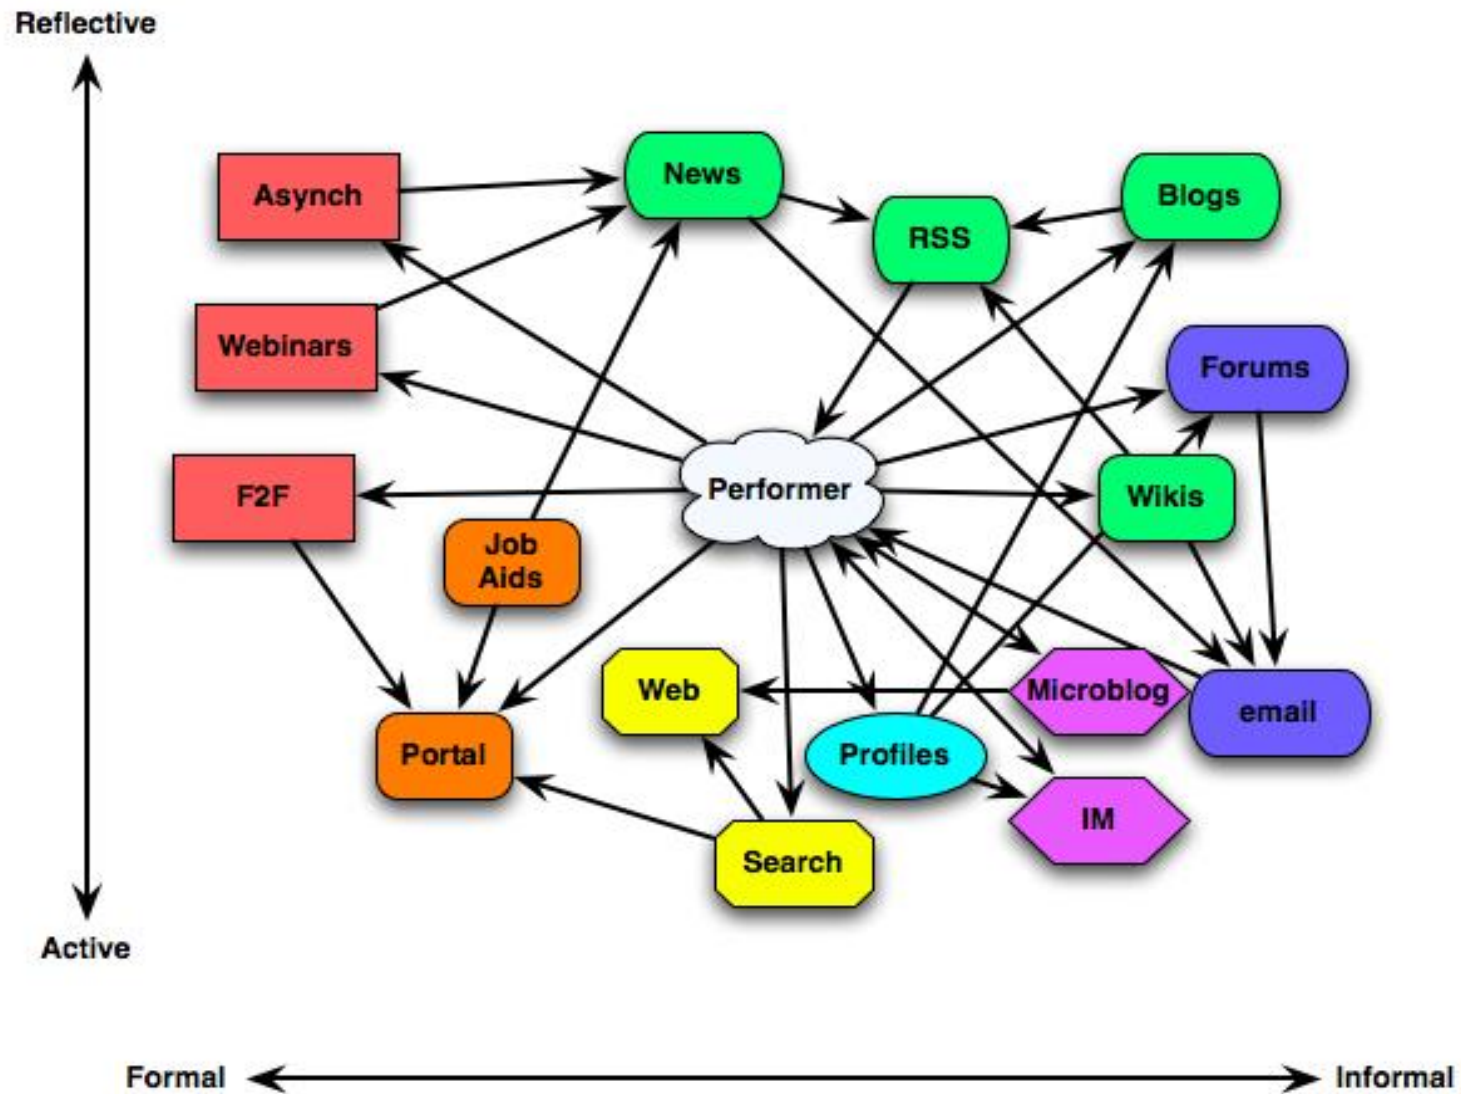 Reflective
News
Asynch
Blogs
RSS
Webinars
Forums
Performer
F2F
Wikis
Job
Aids
Web
Microblog
email
Portal
Profiles
IM
Search
Active
Formal
Informal